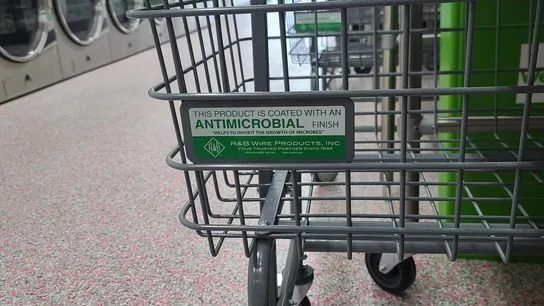 THIS PRODUCT IS COATED WITH AN
ANTIMICROBIAL FINISH
"HELPS TO INHIBIT THE GROWTH OF MICROBES"
R&B
R&B WIRE PRODUCTS, INC
YOUR TRUSTED PARTNER SINCE 1946